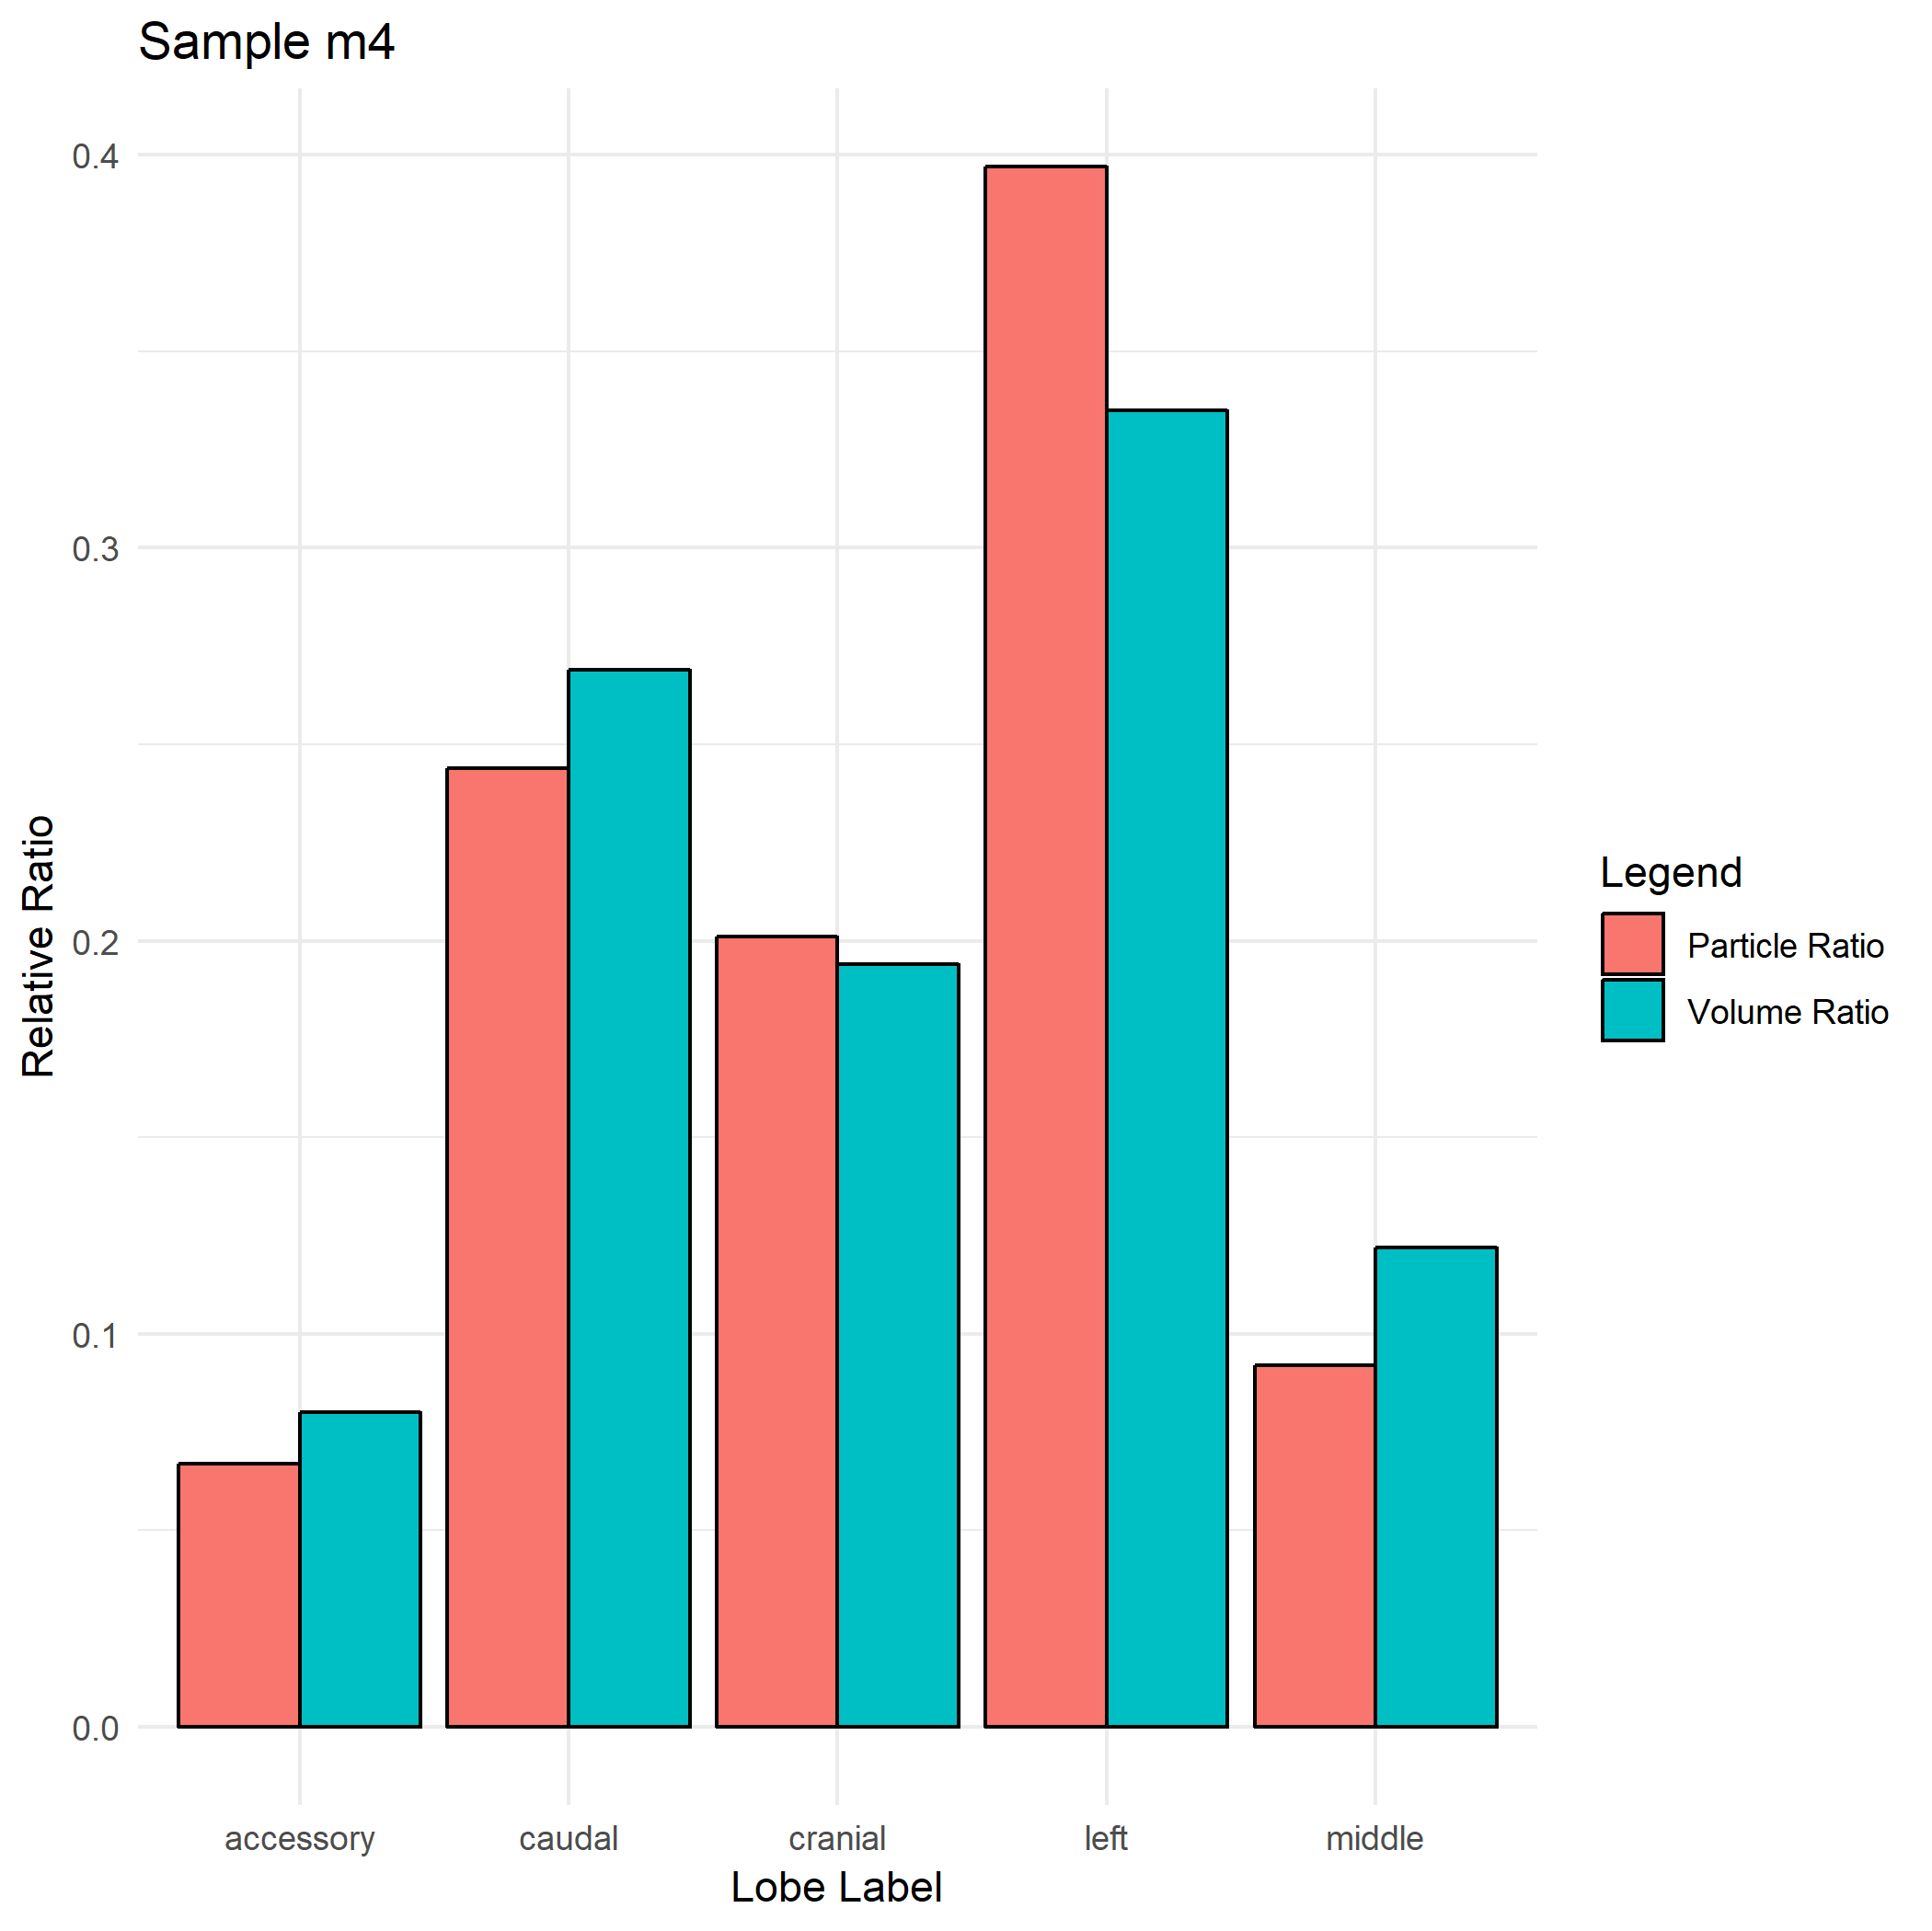 Sample m4
0.4
0.3
0.2
0.1
0.0
Relative Ratio
accessory caudal cranial left middle
Lobe Label
Legend
Particle Ratio
Volume Ratio